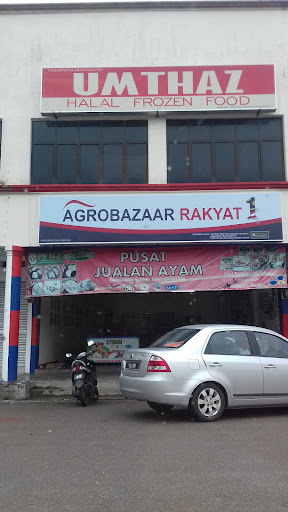 UMTHAZ
HALAL FROZEN FOOD
AGROBAZAAR RAKYAT 1
PUSAT
JUALAN AYAM